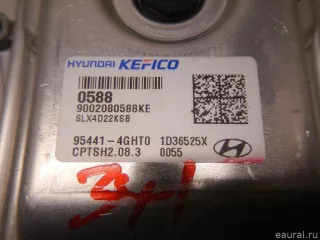 HYUNDAI KEFICO
0588
9002080588KE
SLX4D22K6B
95441-4GHT0 1D36525X
CPTSH2.08.3 0055
eaural.ru